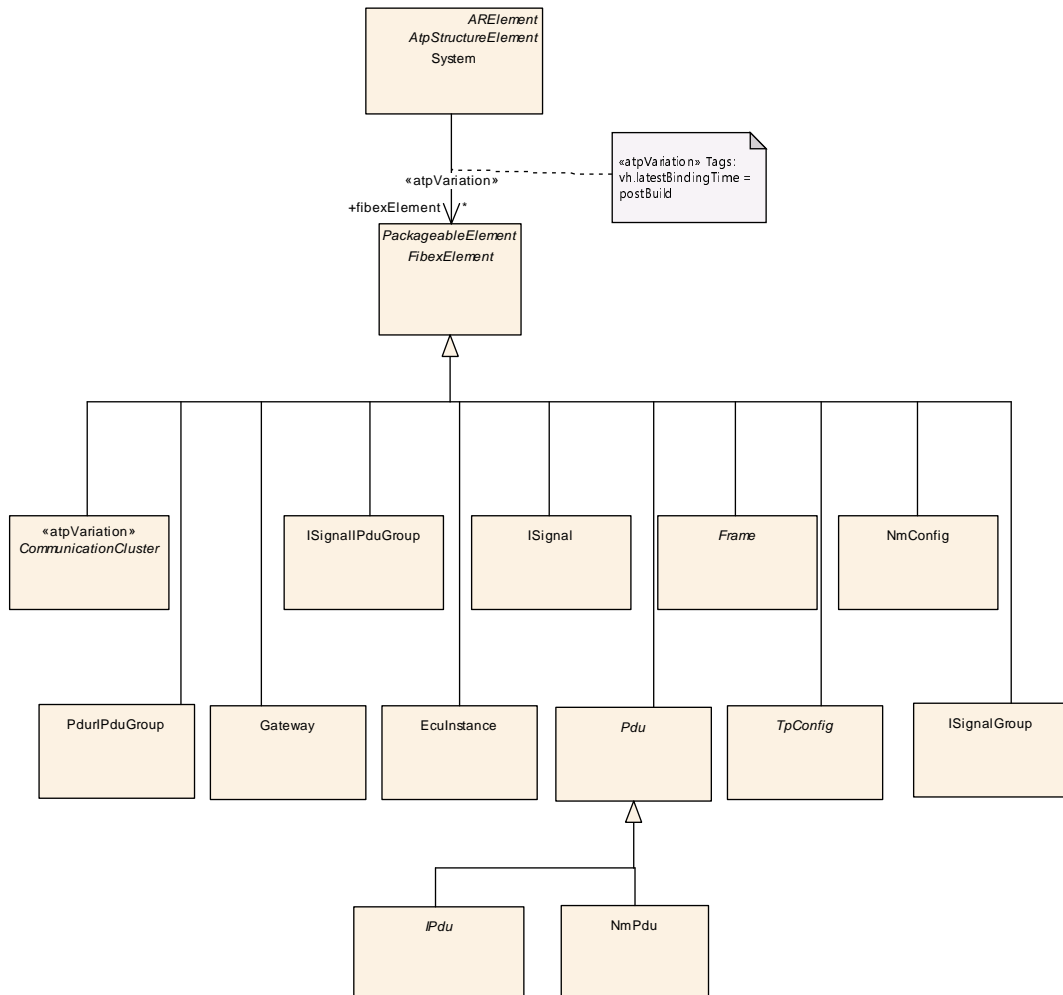 ARElement
AtpStructureElement
System
«atpVariation» Tags:
vh.latestBindingTime =
postBuild
«atpVariation»
+fibexElement
*
PackageableElement
FibexElement
«atpVariation»
CommunicationCluster
ISignalIPduGroup
ISignal
Frame
NmConfig
PdurIPduGroup
Gateway
EcuInstance
Pdu
TpConfig
ISignalGroup
IPdu
NmPdu